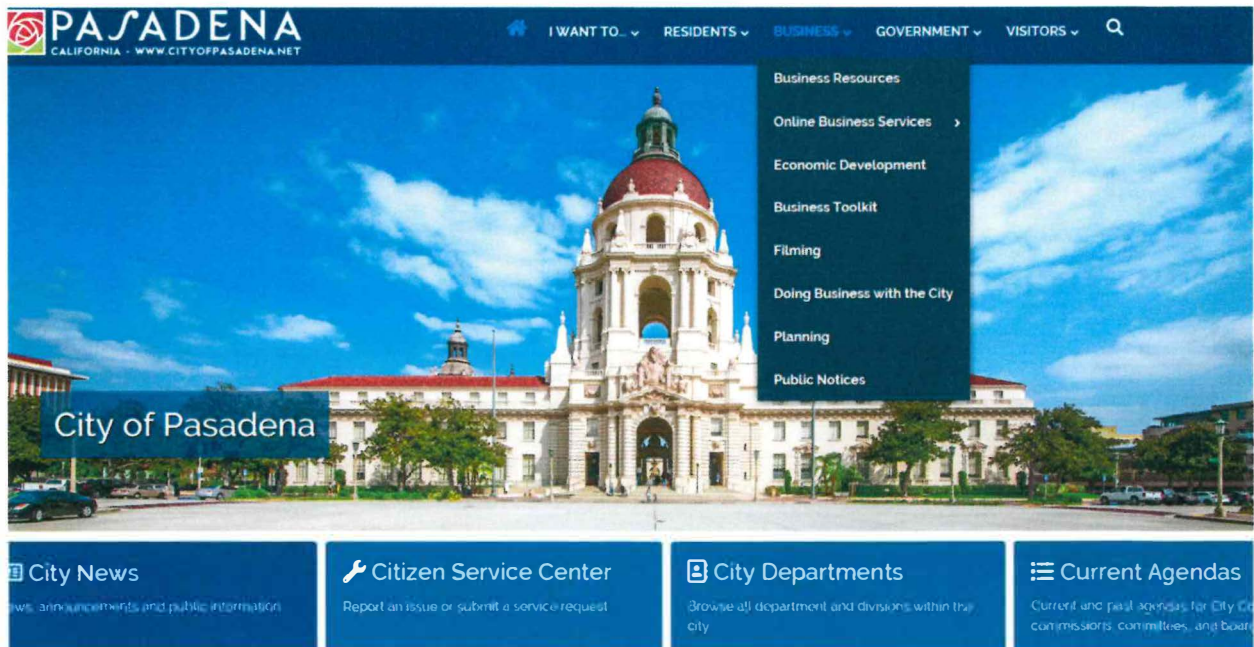 PASADENA
CALIFORNIA - WWW.CITYOFPASADENA.NET
I WANT TO... RESIDENTS BUSINESS GOVERNMENT VISITORS
Business Resources
Online Business Services
Economic Development
Business Toolkit
Filming
Doing Business with the City
Planning
Public Notices
City of Pasadena
City News
announcements and public information
Citizen Service Center
Report an issue or submit a service request
City Departments
Browse all department and divisions within the
city
Current Agendas
Current and past agendas for City
commissions, committees, and